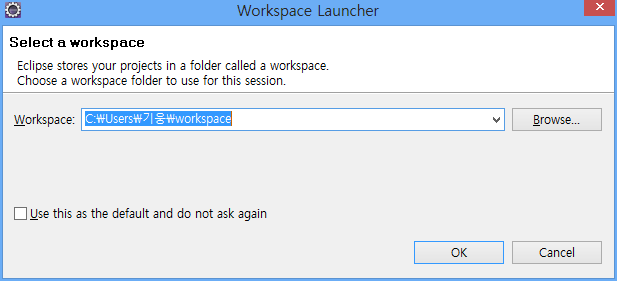 Workspace Launcher
Select a workspace
Eclipse stores your projects in a folder called a workspace.
Choose a workspace folder to use for this session.
Workspace: C:₩Users₩기웅₩workspace Browse...
Use this as the default and do not ask again
OK Cancel